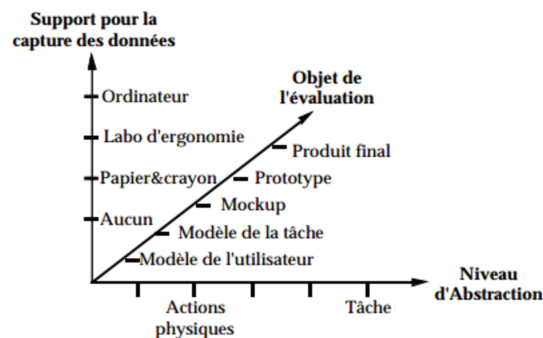 Support pour la
capture des données
Objet de
l'évaluation
Ordinateur
Labo d'ergonomie
Produit final
Papier&crayon
Prototype
Mockup
Aucun
Modèle de la tâche
Modèle de l'utilisateur
Niveau
d'Abstraction
Actions
physiques
Tâche